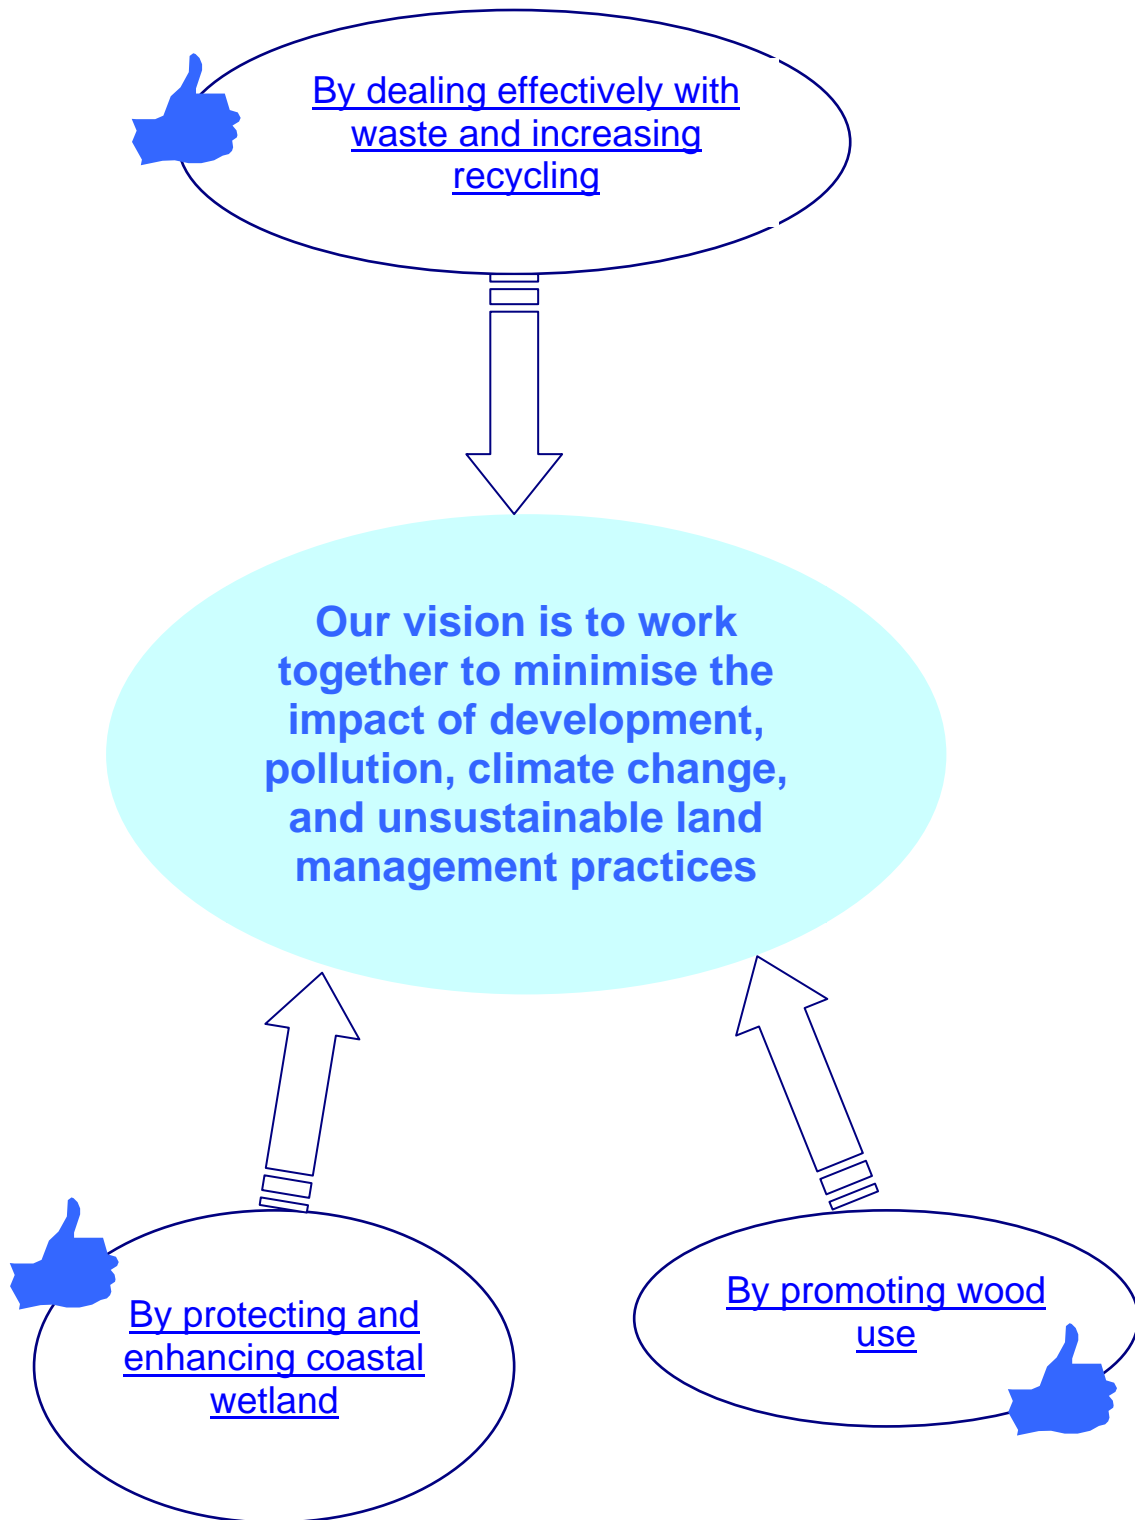 By dealing effectively with
waste and increasing
recycling
Our vision is to work
together to minimise the
impact of development,
pollution, climate change,
and unsustainable land
management practices
By protecting and
enhancing coastal
wetland
By promoting wood
use